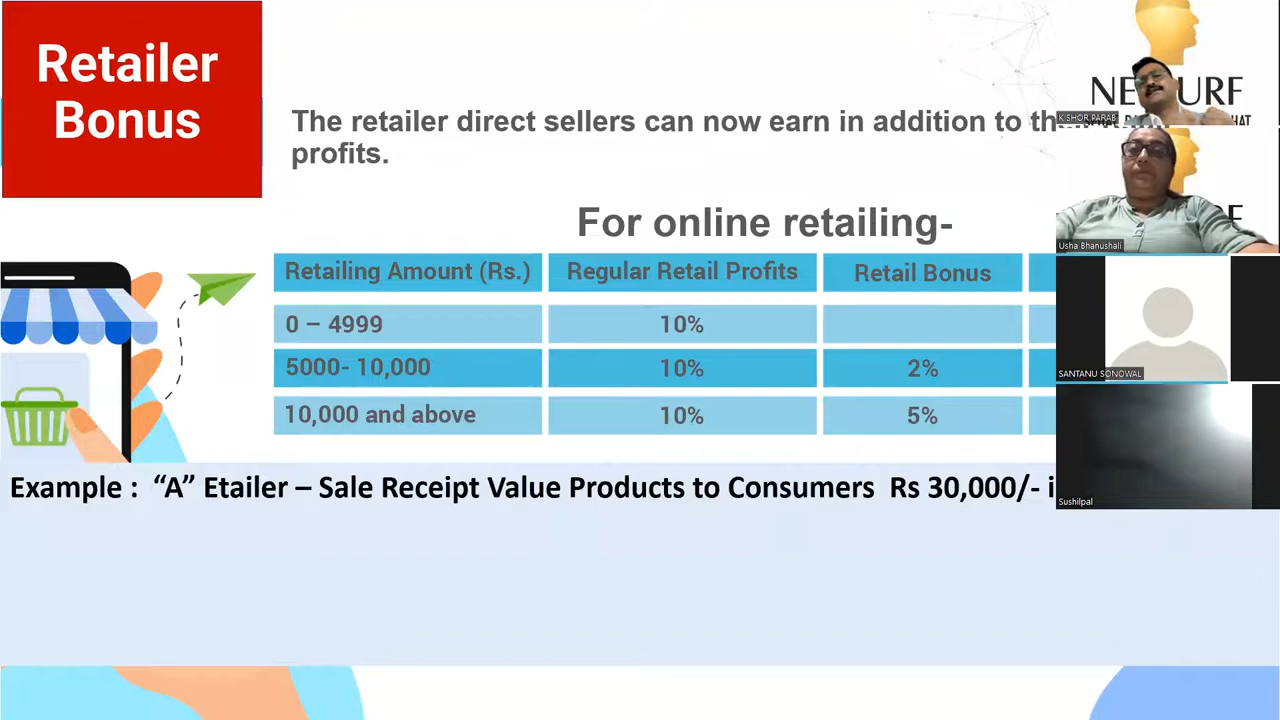 Retailer
Bonus
The retailer direct sellers can now earn in addition to
profits.
For online retailing-
Retailing Amount (Rs.) Regular Retail Profits Retail Bonus
0 – 4999 10%
5000- 10,000 10% 2%
10,000 and above 10% 5%
Example : “A” Etailer – Sale Receipt Value Products to Consumers Rs 30,000/-
KISHOR PARAB
Usha Bhanushali
SANTANU SONOWAL
Sushilpal